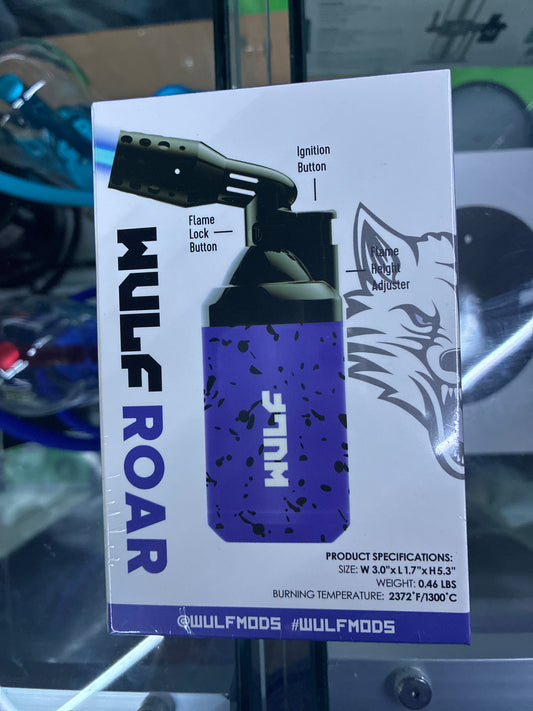 Ignition
Button
Flame
Lock
Button
Flame
Height
Adjuster
WULF ROAR
WULF
PRODUCT SPECIFICATIONS:
SIZE: W 3.0"x L 1.7"x H 5.3"
WEIGHT: 0.46 LBS
BURNING TEMPERATURE: 2372°F/1300°C
@WULFMODS #WULFMODS